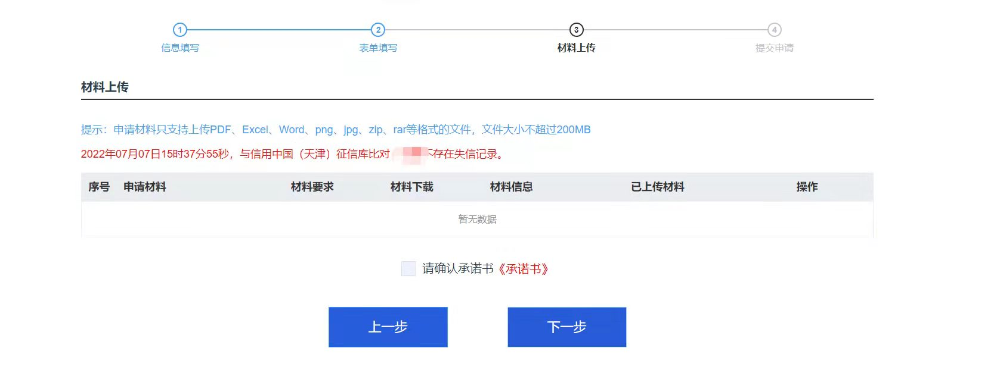 1
2
3
4
信息填写
表单填写
材料上传
提交申请
材料上传
提示：申请材料只支持上传PDF、Excel、Word、png、jpg、zip、rar等格式的文件，文件大小不超过200MB
2022年07月07日15时37分55秒，与信用中国（天津）征信库比对 不存在失信记录。
序号 申请材料 材料要求 材料下载 材料信息 已上传材料 操作
暂无数据
请确认承诺书《承诺书》
上一步 下一步